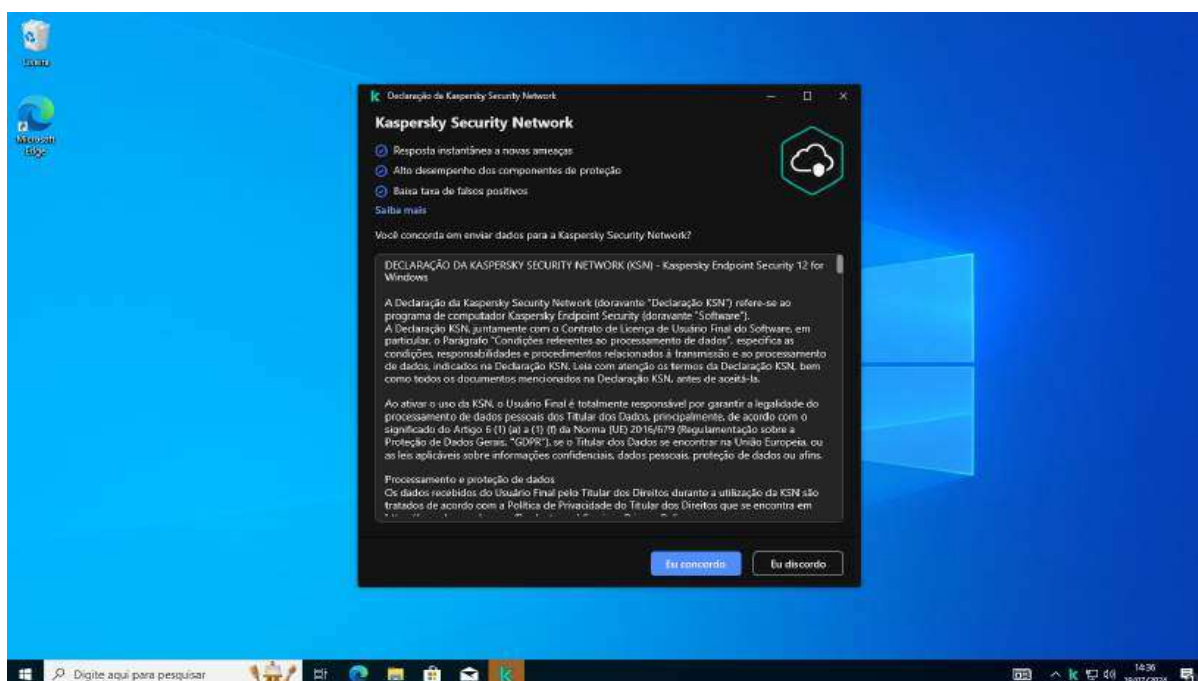 Lixeira
Microsoft
Edge
Declaração da Kaspersky Security Network
Kaspersky Security Network
Resposta instantânea a novas ameaças
Alto desempenho dos componentes de proteção
Baixa taxa de falsos positivos
Saiba mais
Você concorda em enviar dados para a Kaspersky Security Network?
DECLARAÇÃO DA KASPERSKY SECURITY NETWORK (KSN) - Kaspersky Endpoint Security 12 for
Windows
A Declaração da Kaspersky Security Network (doravante "Declaração KSN") refere-se ao
programa de computador Kaspersky Endpoint Security (doravante "Software").
A Declaração KSN, juntamente com o Contrato de Licença de Usuário Final do Software, em
particular, o Parágrafo "Condições referentes ao processamento de dados", especifica as
condições, responsabilidades e procedimentos relacionados à transmissão e ao processamento
de dados, indicados na Declaração KSN. Leia com atenção os termos da Declaração KSN, bem
como todos os documentos mencionados na Declaração KSN, antes de aceitá-la.
Ao ativar o uso da KSN, o Usuário Final é totalmente responsável por garantir a legalidade do
processamento de dados pessoais dos Titular dos Dados, principalmente, de acordo com o
significado do Artigo 6 (1) (a) a (1) (f) da Norma (UE) 2016/679 (Regulamentação sobre a
Proteção de Dados Gerais, "GDPR"), se o Titular dos Dados se encontrar na União Europeia, ou
as leis aplicáveis sobre informações confidenciais, dados pessoais, proteção de dados ou afins.
Processamento e proteção de dados
Os dados recebidos do Usuário Final pelo Titular dos Direitos durante a utilização da KSN são
tratados de acordo com a Política de Privacidade do Titular dos Direitos que se encontra em
Eu concordo
Eu discordo
Digite aqui para pesquisar
14:36